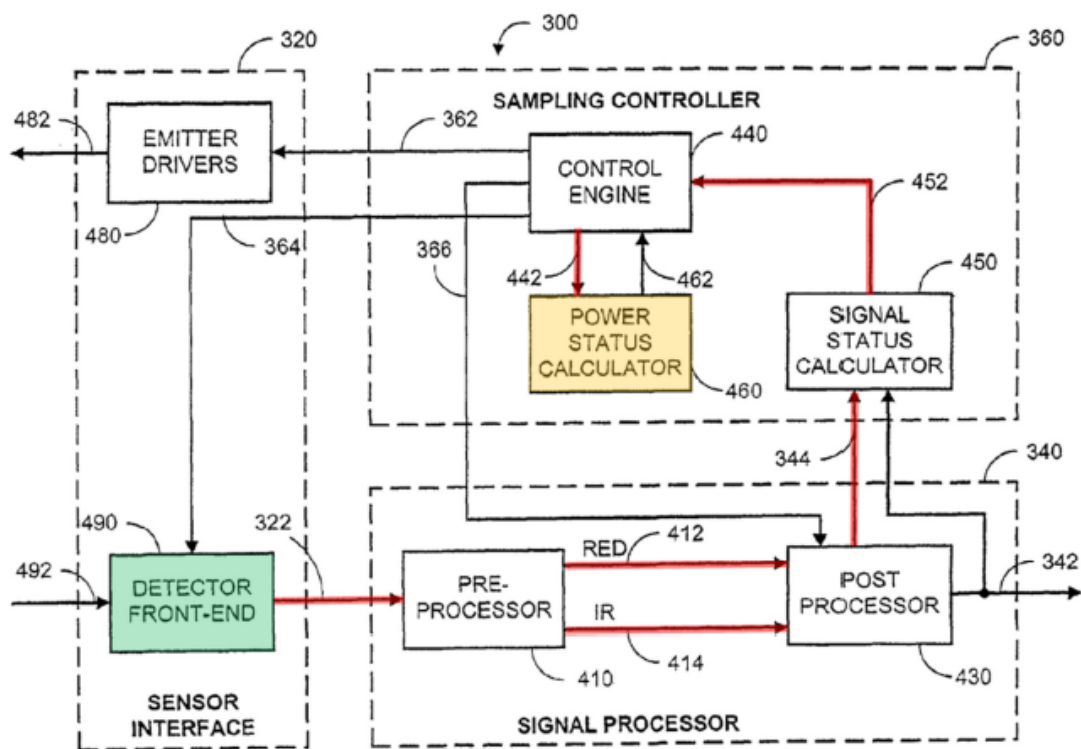 300
320
360
SAMPLING CONTROLLER
482
EMITTER
DRIVERS
362
440
CONTROL
ENGINE
452
480
364
366
442
462
450
POWER
STATUS
CALCULATOR
SIGNAL
STATUS
CALCULATOR
460
344
340
490
322
492
DETECTOR
FRONT-END
PRE-
PROCESSOR
RED
412
IR
414
IPOST
PROCESSOR
342
410
430
SENSOR
INTERFACE
SIGNAL PROCESSOR